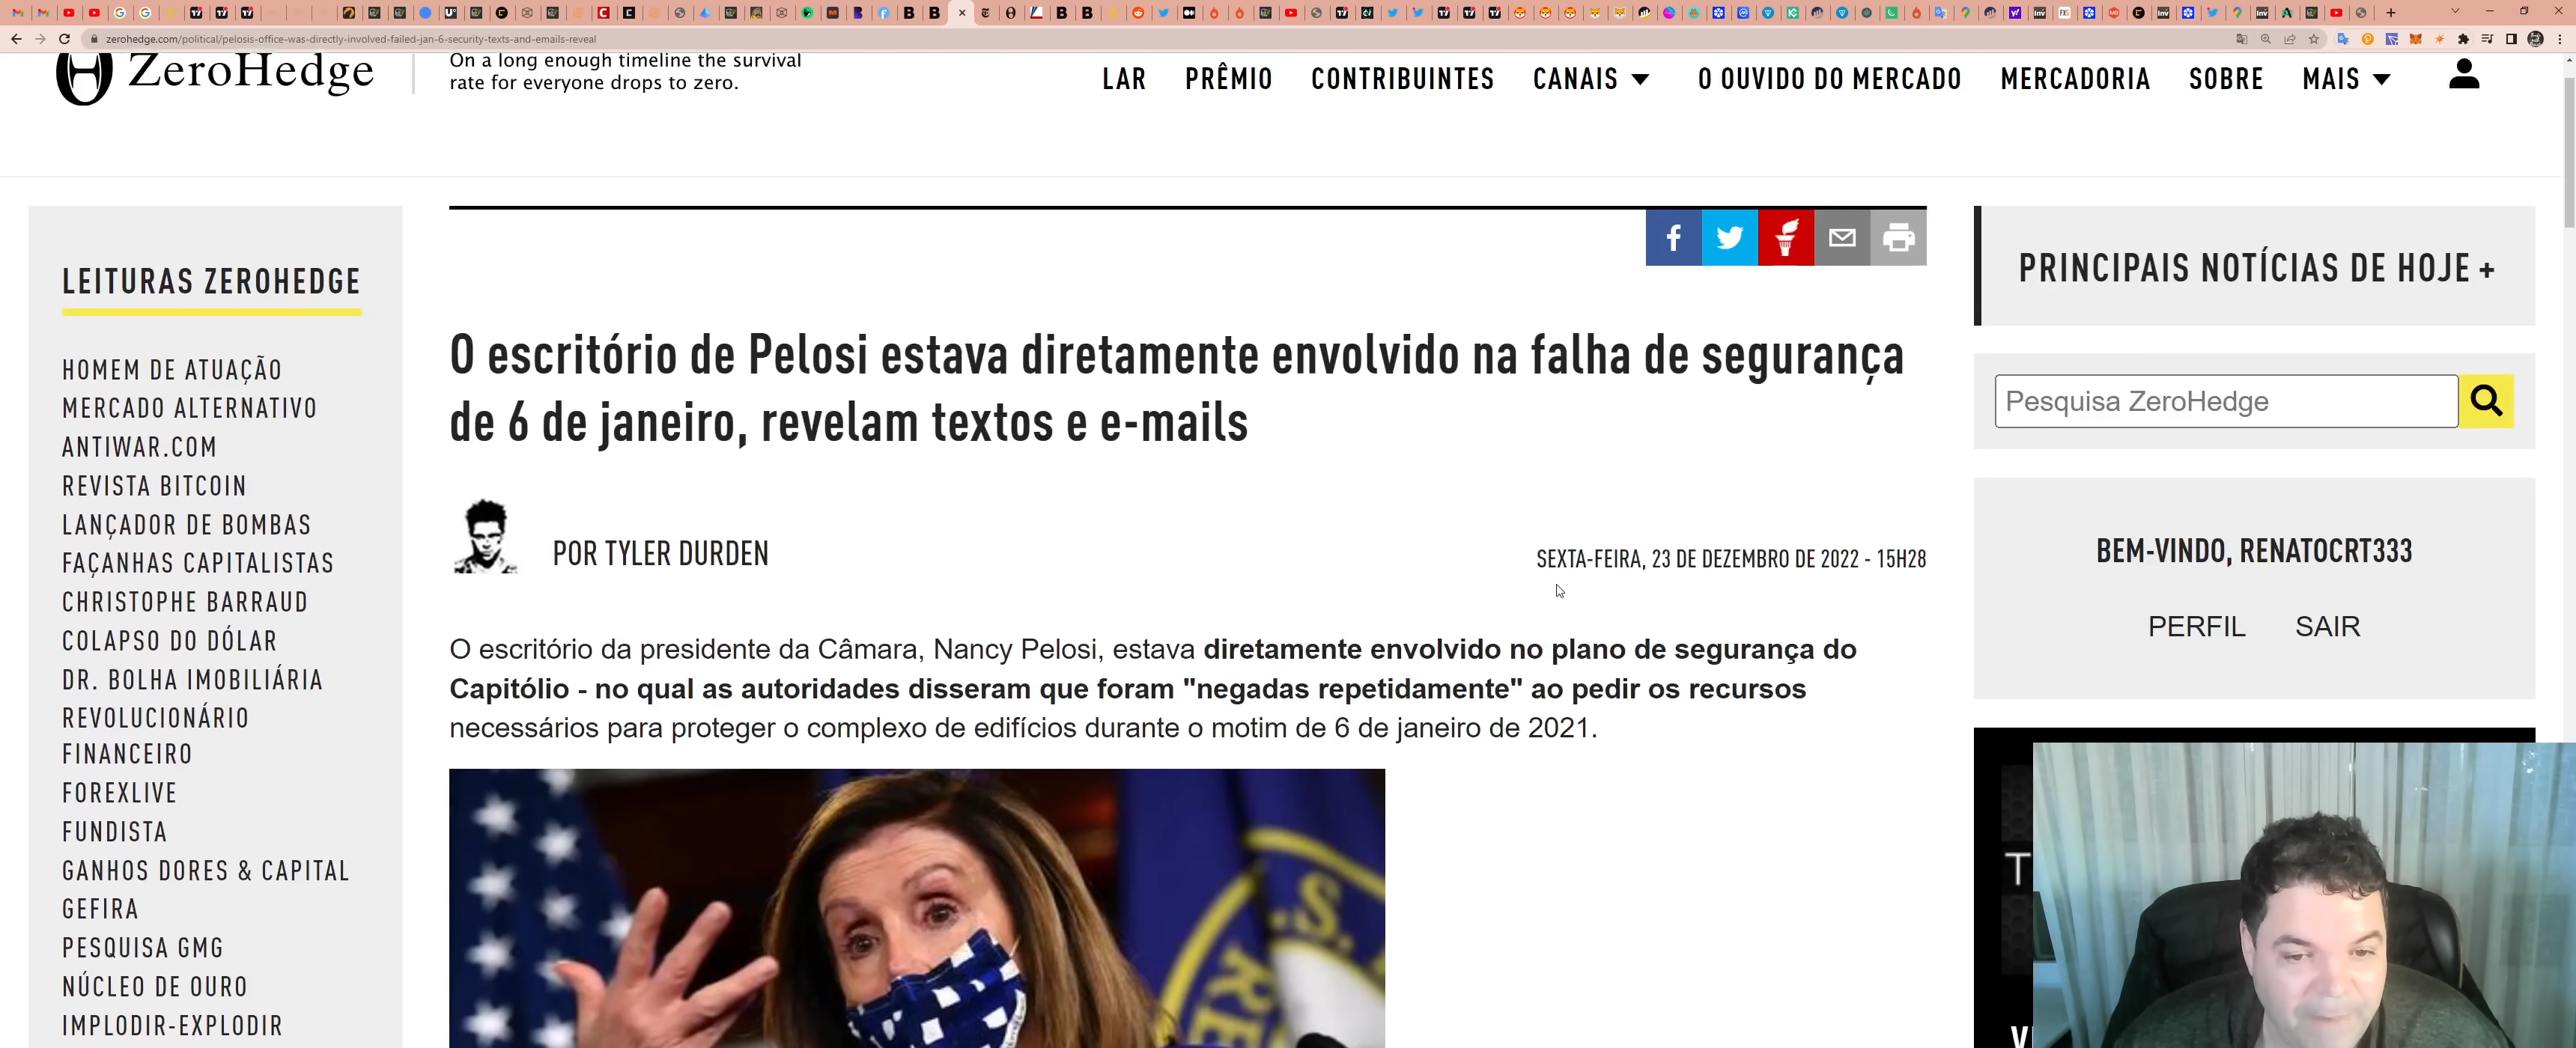 zerohedge.com/political/pelosis-office-was-directly-involved-failed-jan-6-security-texts-and-emails-reveal
ZeroHedge
On a long enough timeline the survival
rate for everyone drops to zero.
LAR PRÊMIO CONTRIBUINTES CANAIS O OUVIDO DO MERCADO MERCADORIA SOBRE MAIS
LEITURAS ZEROHEDGE
HOMEM DE ATUAÇÃO
MERCADO ALTERNATIVO
ANTIWAR.COM
REVISTA BITCOIN
LANÇADOR DE BOMBAS
FAÇANHAS CAPITALISTAS
CHRISTOPHE BARRAUD
COLAPSO DO DÓLAR
DR. BOLHA IMOBILIÁRIA
REVOLUCIONÁRIO
FINANCEIRO
FOREXLIVE
FUNDISTA
GANHOS DORES & CAPITAL
GEFIRA
PESQUISA GMG
NÚCLEO DE OURO
IMPLODIR-EXPLODIR
O escritório de Pelosi estava diretamente envolvido na falha de segurança
de 6 de janeiro, revelam textos e e-mails
POR TYLER DURDEN
SEXTA-FEIRA, 23 DE DEZEMBRO DE 2022 - 15H28
O escritório da presidente da Câmara, Nancy Pelosi, estava diretamente envolvido no plano de segurança do
Capitólio - no qual as autoridades disseram que foram "negadas repetidamente" ao pedir os recursos
necessários para proteger o complexo de edifícios durante o motim de 6 de janeiro de 2021.
PRINCIPAIS NOTÍCIAS DE HOJE +
Pesquisa ZeroHedge
BEM-VINDO, RENATOCRT333
PERFIL SAIR